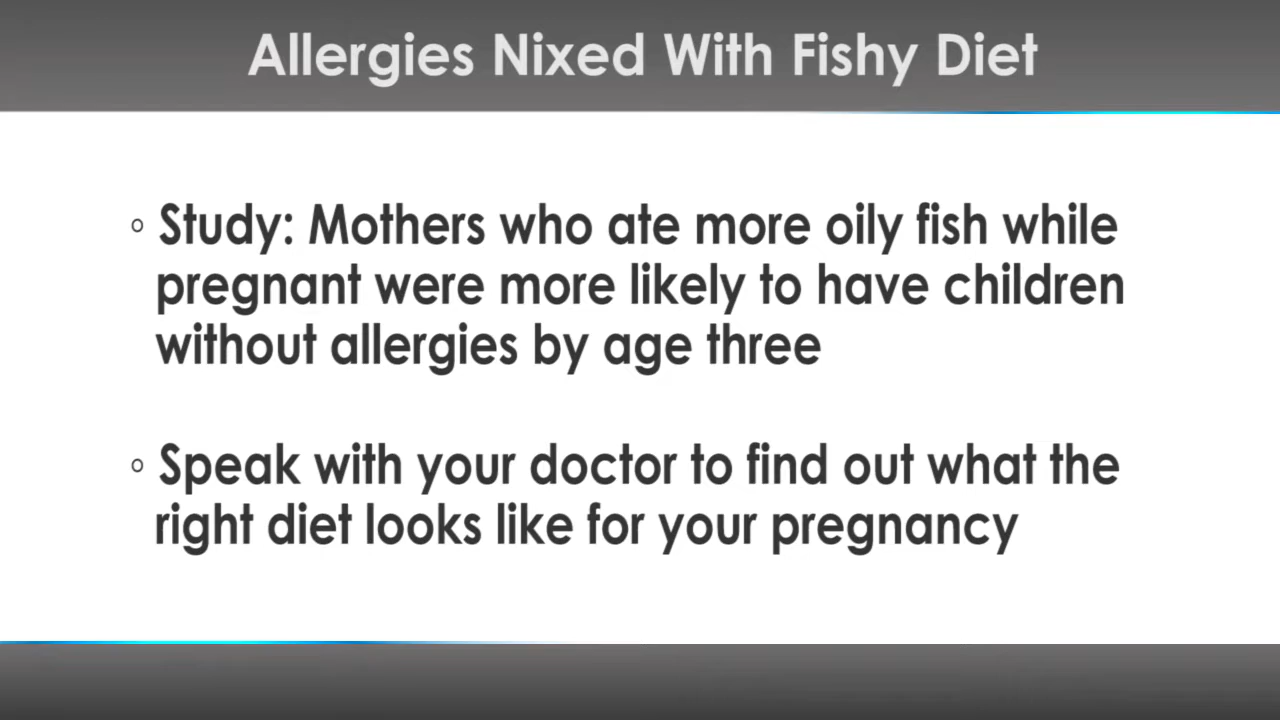 Allergies Nixed With Fishy Diet
◦ Study: Mothers who ate more oily fish while
pregnant were more likely to have children
without allergies by age three
◦ Speak with your doctor to find out what the
right diet looks like for your pregnancy